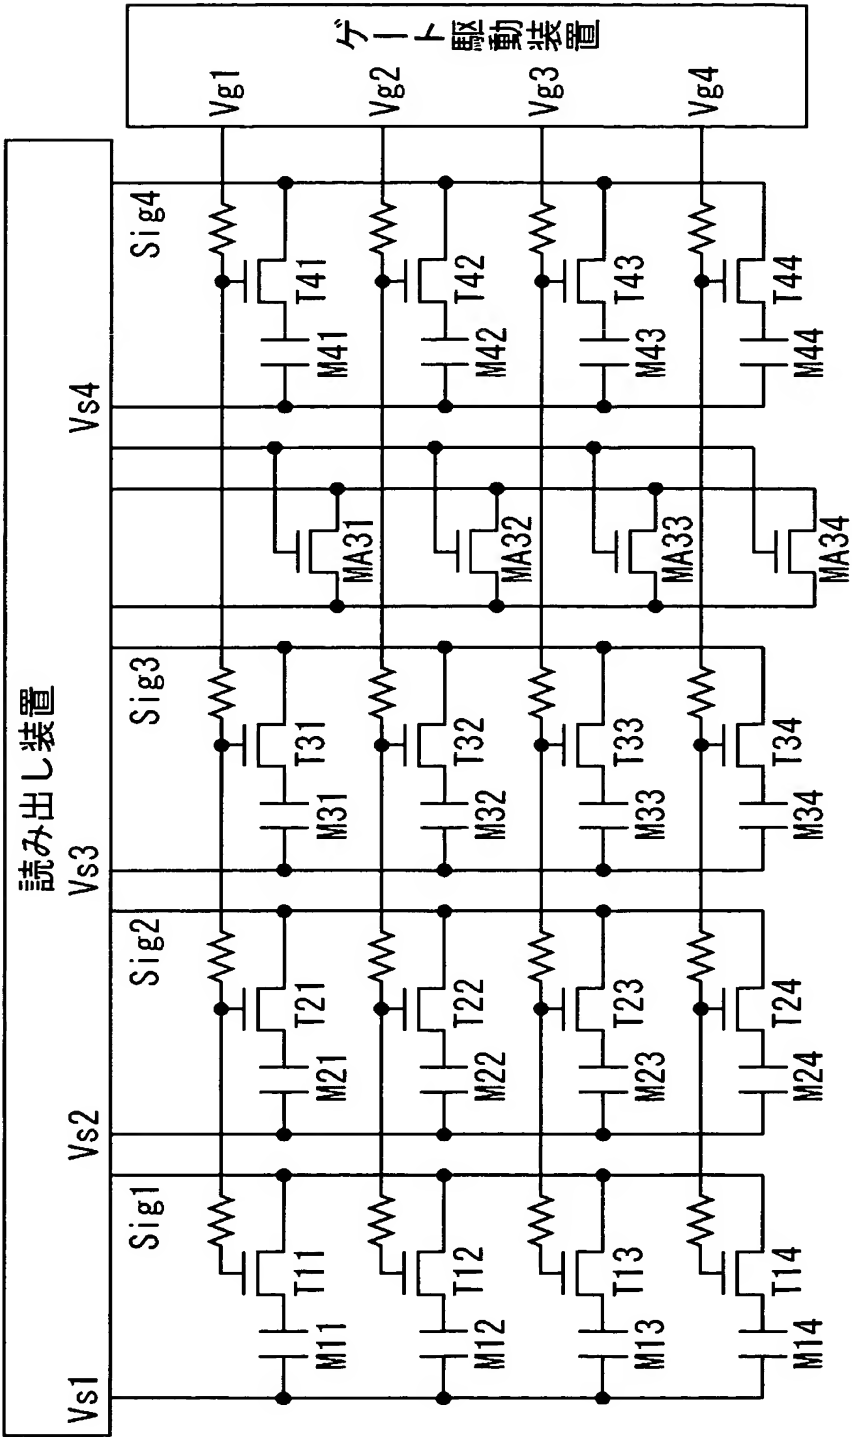 読み出し装置
Vs1
Vs2
Vs3
Vs4
Sig1
Sig2
Sig3
Sig4
ゲート駆動装置
Vg1
Vg2
Vg3
Vg4
M11
T11
M21
T21
M31
T31
MA31
M41
T41
M12
T12
M22
T22
M32
T32
MA32
M42
T42
M13
T13
M23
T23
M33
T33
MA33
M43
T43
M14
T14
M24
T24
M34
T34
MA34
M44
T44